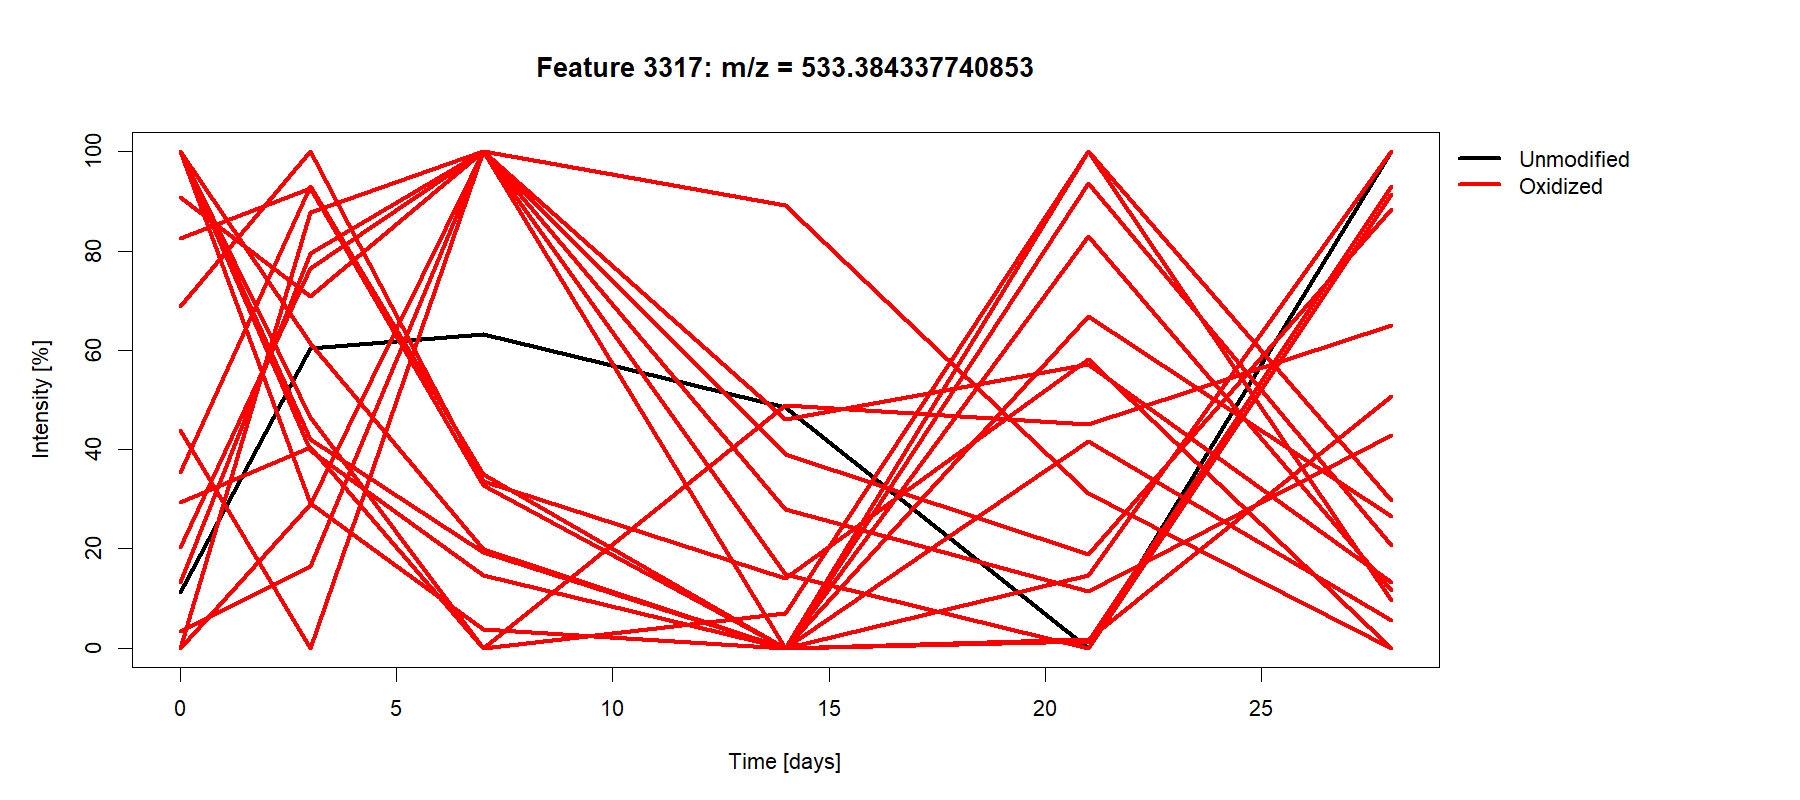 Feature 3317: m/z = 533.384337740853
Unmodified
Oxidized
Intensity [%]
100
80
60
40
20
0
0 5 10 15 20 25
Time [days]